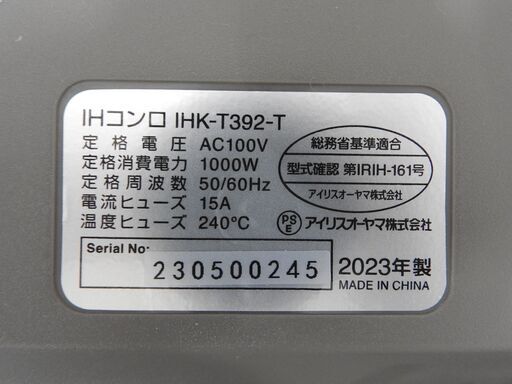 IHコンロ IHK-T392-T
定格電圧 AC100V
定格消費電力 1000W
定格周波数 50/60Hz
電流ヒューズ 15A
温度ヒューズ 240℃
総務省基準適合
型式確認 第IRIH-161号
アイリスオーヤマ株式会社
PSE アイリスオーヤマ株式会社
Serial No·
230500245
2023年製
MADE IN CHINA